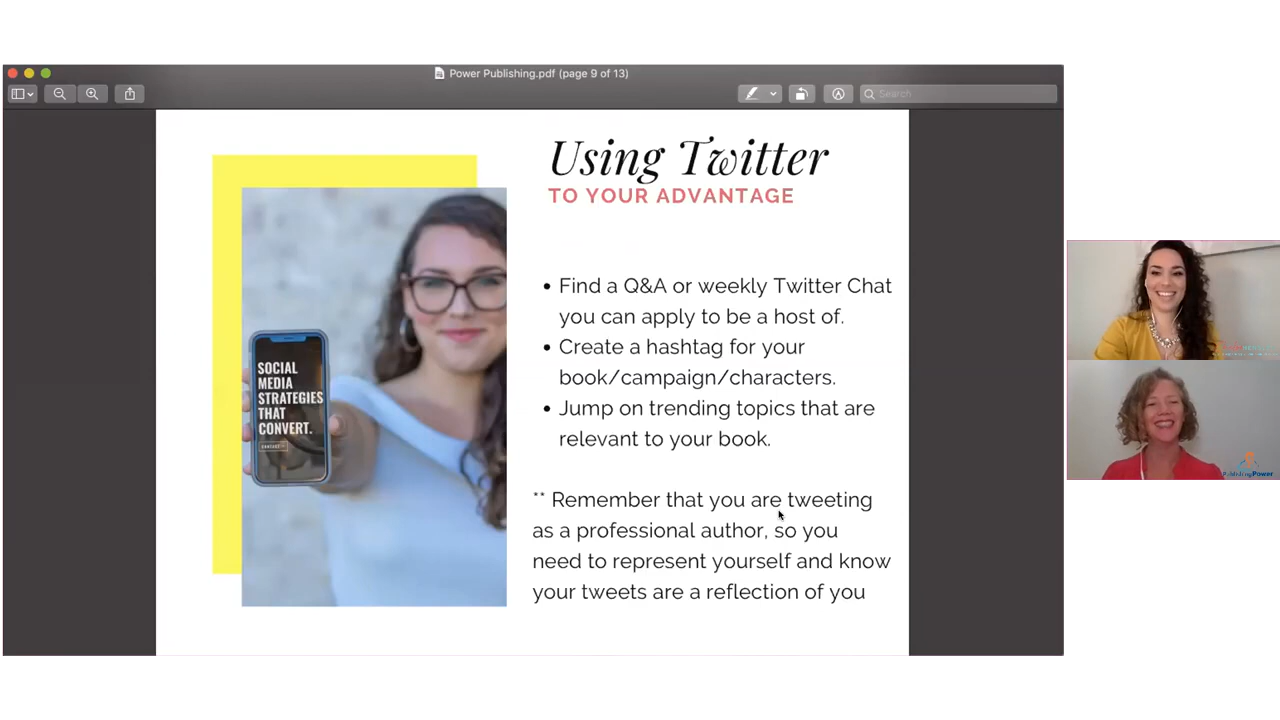 Power Publishing.pdf (page 9 of 13)
Search
Using Twitter
TO YOUR ADVANTAGE
SOCIAL
MEDIA
STRATEGIES
THAT
CONVERT.
• Find a Q&A or weekly Twitter Chat
you can apply to be a host of.
• Create a hashtag for your
book/campaign/characters.
• Jump on trending topics that are
relevant to your book.
** Remember that you are tweeting
as a professional author, so you
need to represent yourself and know
your tweets are a reflection of you
PublishingPower